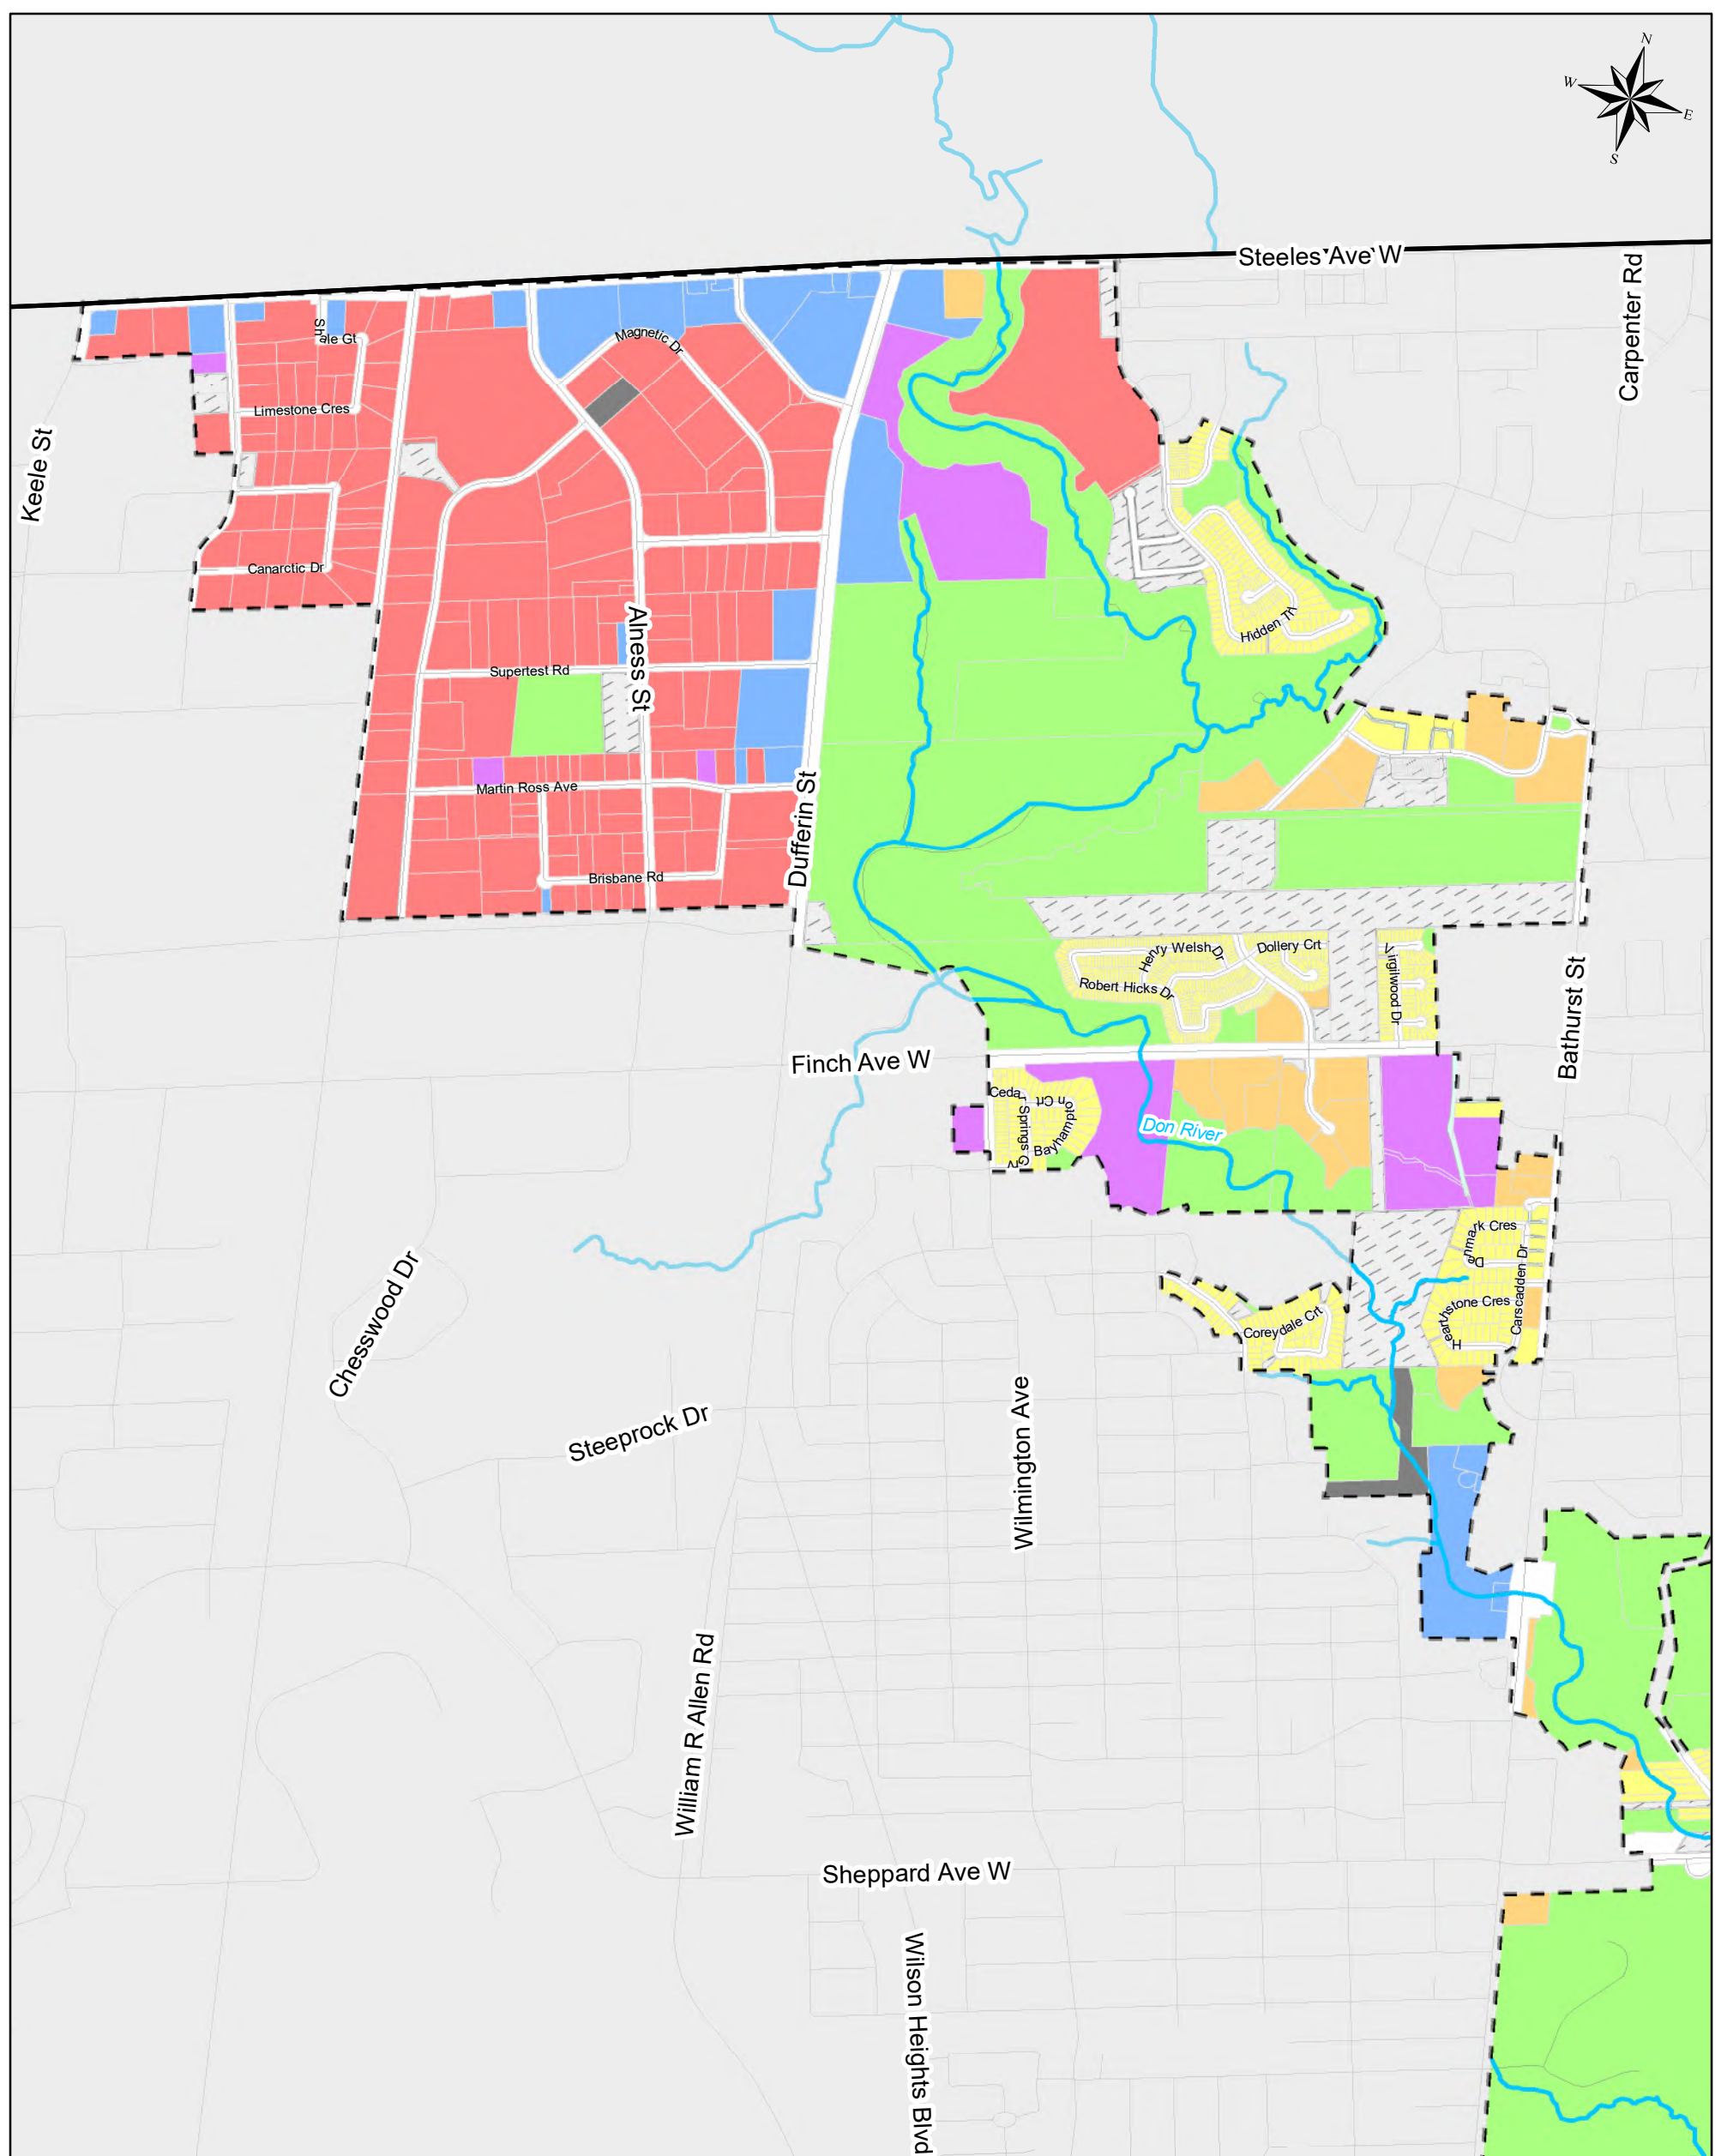 N
W
E
S
Steeles Ave W
Carpenter Rd
Shale Gt
Magnetic Dr
Limestone Cres
Keele St
Canarctic Dr
Hidden Trl
Alness St
Supertest Rd
Martin Ross Ave
Dufferin St
Brisbane Rd
Henry Welsh Dr
Dollery Crt
Robert Hicks Dr
Virgilwood Dr
Bathurst St
Finch Ave W
Cedar Springs Grv
Bayhampton Crt
Don River
Denmark Cres
Carscadden Dr
Hearthstone Cres
Coreydale Crt
Chesswood Dr
Steeprock Dr
Wilmington Ave
William R Allen Rd
Sheppard Ave W
Wilson Heights Blvd